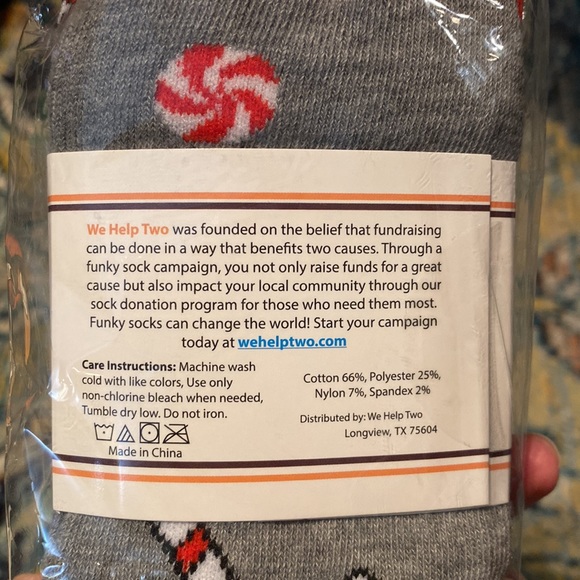 We Help Two was founded on the belief that fundraising
can be done in a way that benefits two causes. Through a
funky sock campaign, you not only raise funds for a great
cause but also impact your local community through our
sock donation program for those who need them most.
Funky socks can change the world! Start your campaign
today at wehelptwo.com
Care Instructions: Machine wash
cold with like colors, Use only
non-chlorine bleach when needed,
Tumble dry low. Do not iron.
Made in China
Cotton 66%, Polyester 25%,
Nylon 7%, Spandex 2%
Distributed by: We Help Two
Longview, TX 75604